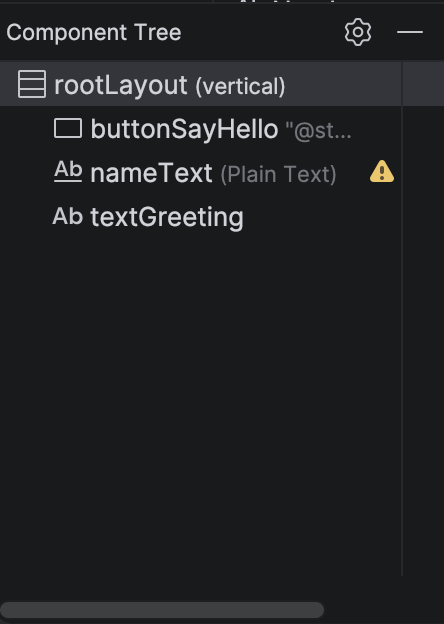 Component Tree
rootLayout (vertical)
buttonSayHello "@st...
Ab nameText (Plain Text)
Ab textGreeting